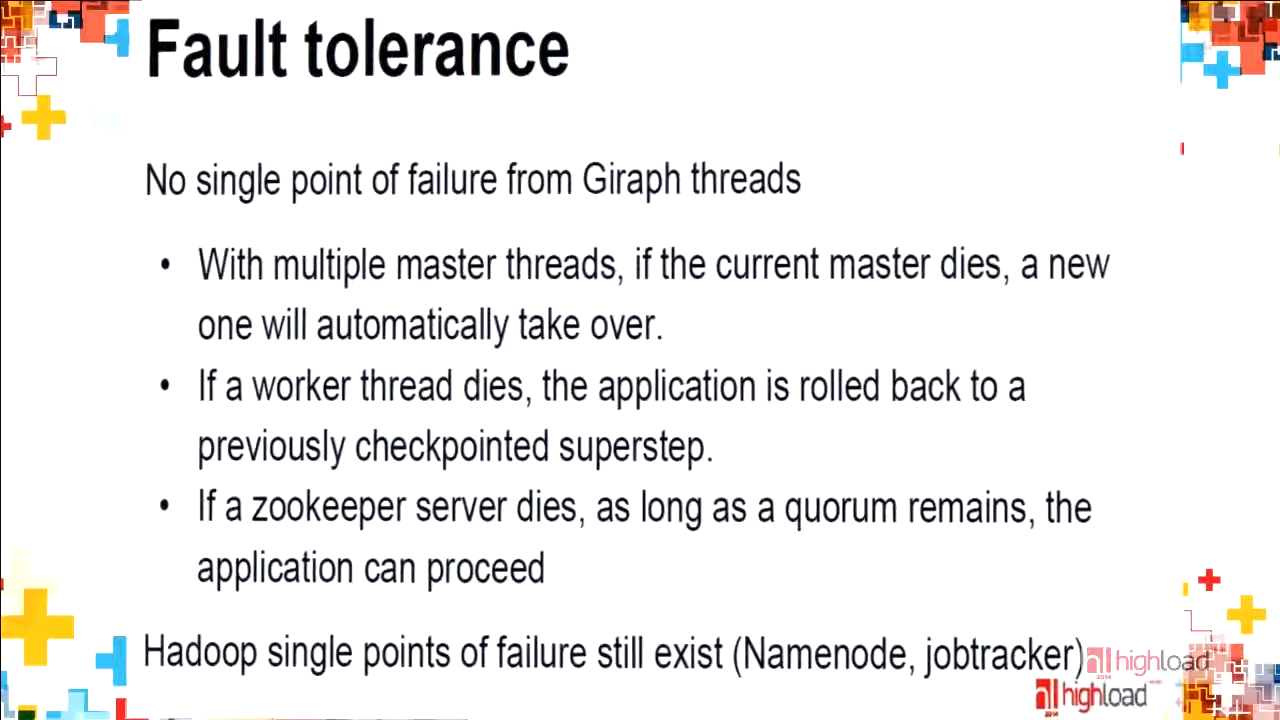 Fault tolerance
No single point of failure from Giraph threads
• With multiple master threads, if the current master dies, a new
one will automatically take over.
• If a worker thread dies, the application is rolled back to a
previously checkpointed superstep.
• If a zookeeper server dies, as long as a quorum remains, the
application can proceed
Hadoop single points of failure still exist (Namenode, jobtracker)
highload
2014
highload